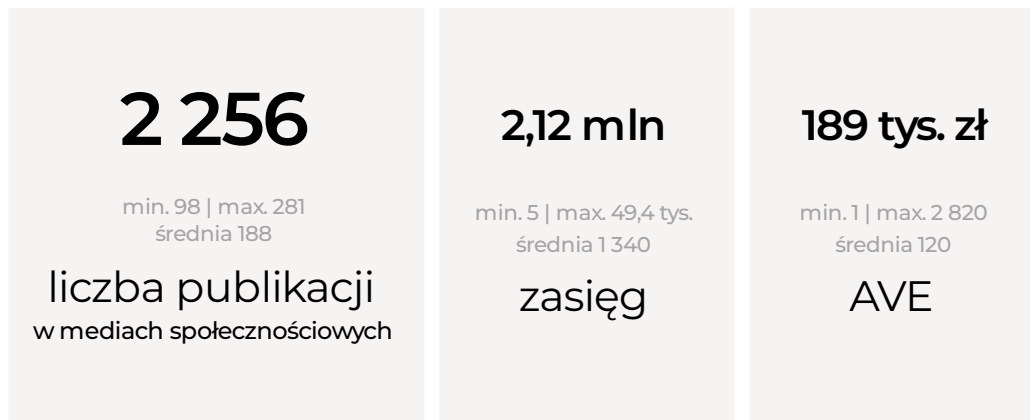 2 256
min. 98 | max. 281
średnia 188
liczba publikacji
w mediach społecznościowych
2,12 mln
min. 5 | max. 49,4 tys.
średnia 1 340
zasięg
189 tys. zł
min. 1 | max. 2 820
średnia 120
AVE